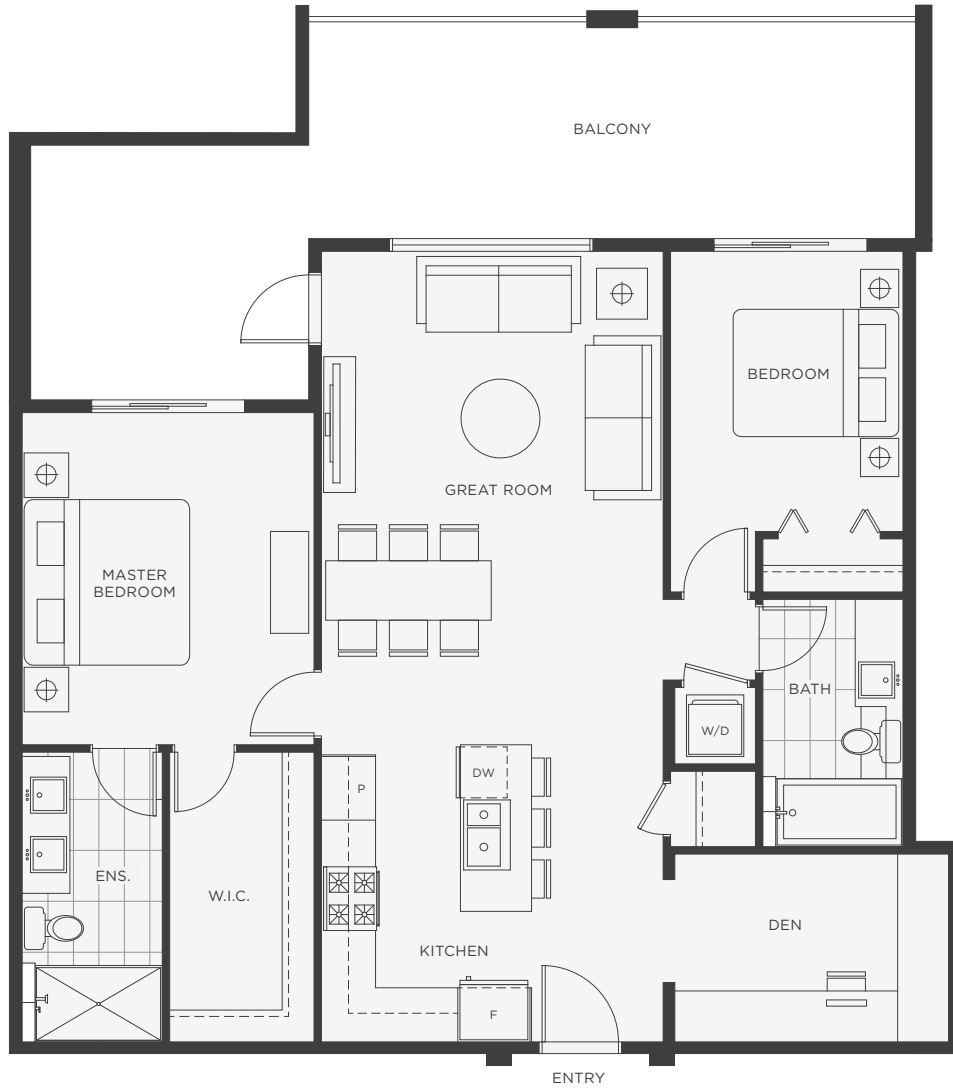 BALCONY
BEDROOM
GREAT ROOM
MASTER
BEDROOM
BATH
W/D
DW
P
ENS.
W.I.C.
DEN
KITCHEN
F
ENTRY